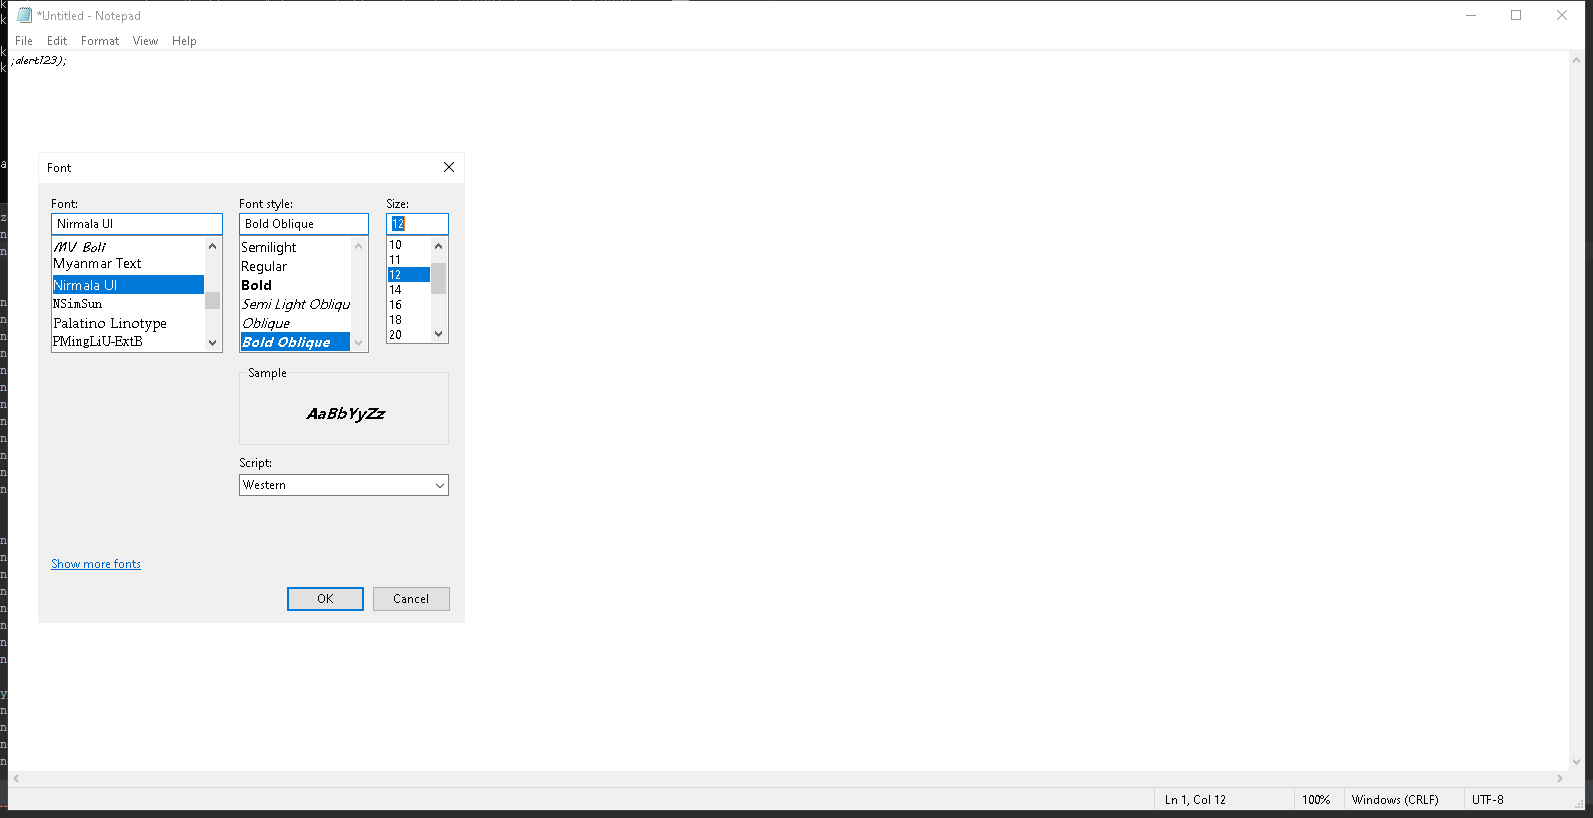 *Untitled - Notepad
File Edit Format View Help
;alert123);
Font
Font: Font style: Size:
Nirmala UI Bold Oblique 12
MV Boli
Myanmar Text
Nirmala UI
NSimSun
Palatino Linotype
PMingLiU-ExtB
Semilight
Regular
Bold
Semi Light Obliqu
Oblique
Bold Oblique
10
11
12
14
16
18
20
Sample
AaBbYyZz
Script:
Western
Show more fonts
OK Cancel
Ln 1, Col 12 100% Windows (CRLF) UTF-8